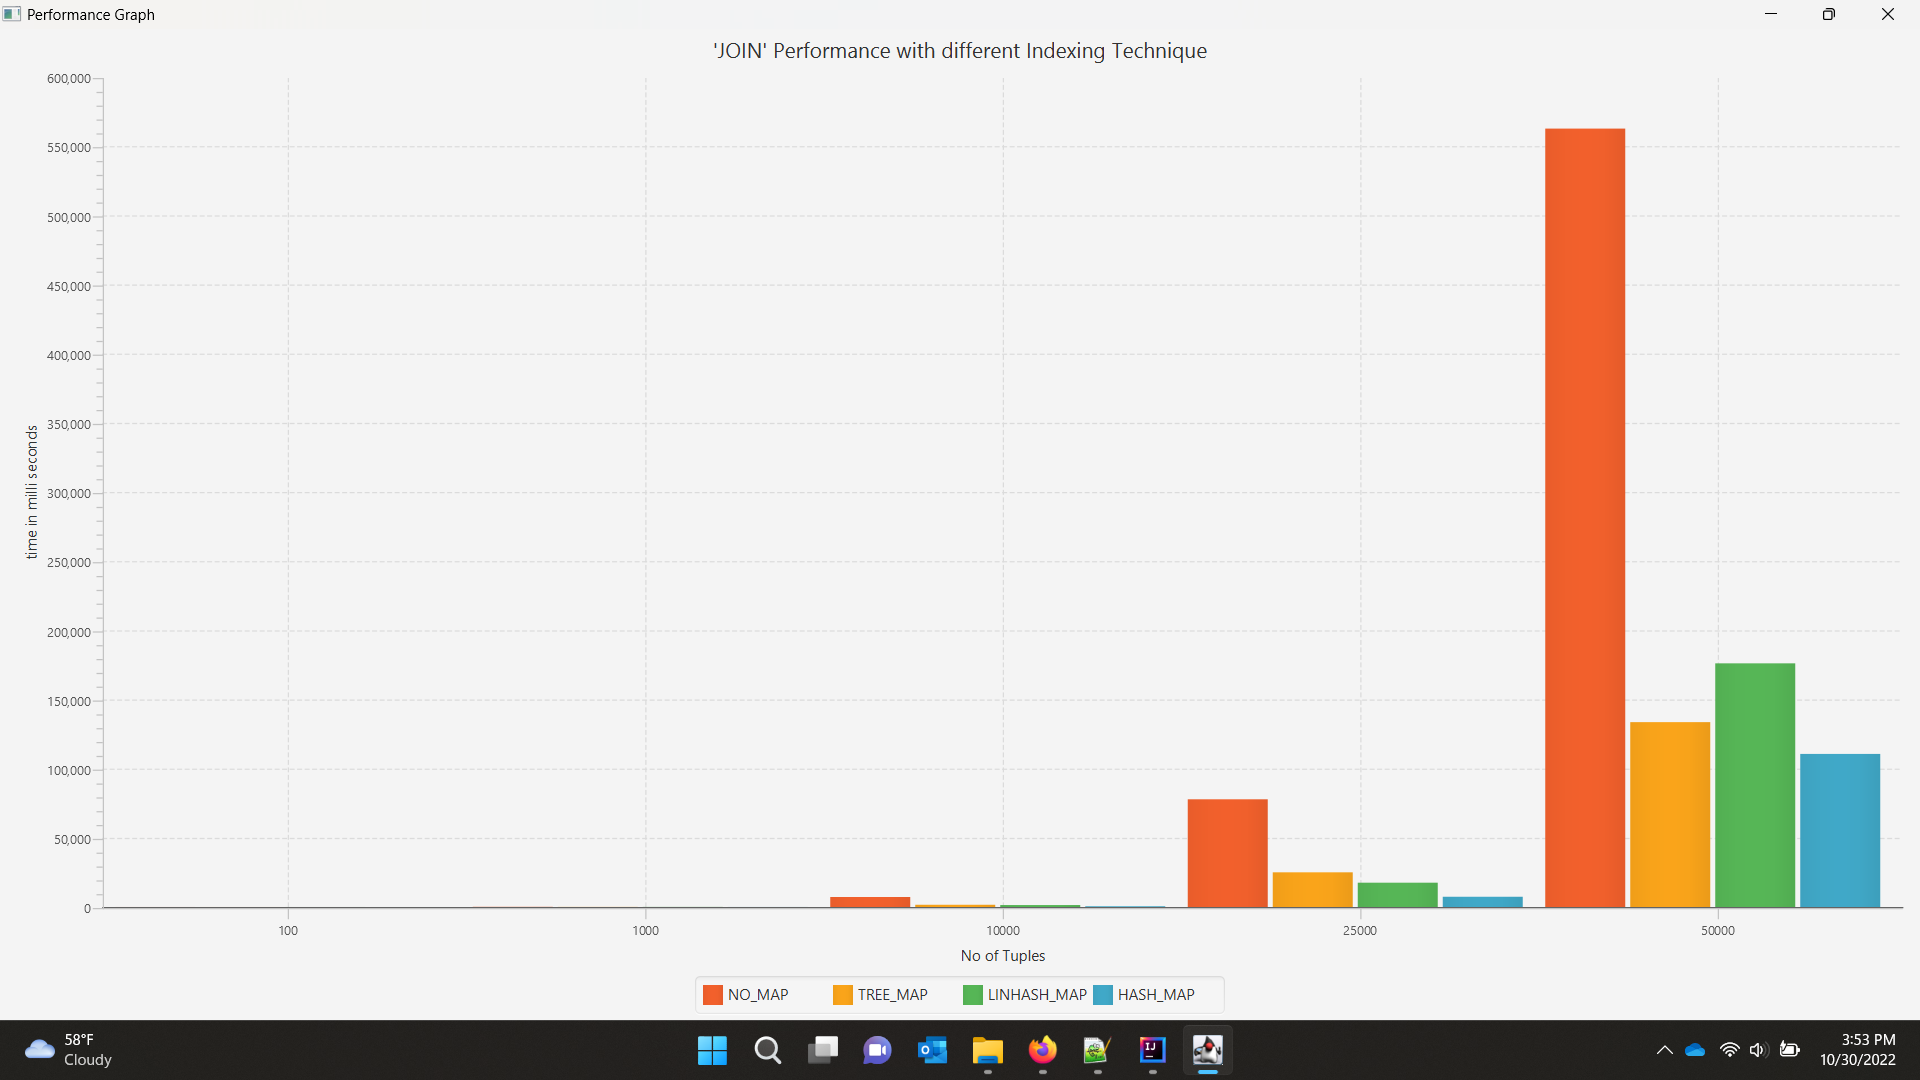 Performance Graph
'JOIN' Performance with different Indexing Technique
600,000
550,000
500,000
450,000
400,000
350,000
300,000
250,000
200,000
150,000
100,000
50,000
0
time in milli seconds
100 1000 10000 25000 50000
No of Tuples
NO_MAP TREE_MAP LINHASH_MAP HASH_MAP
58°F
Cloudy
3:53 PM
10/30/2022